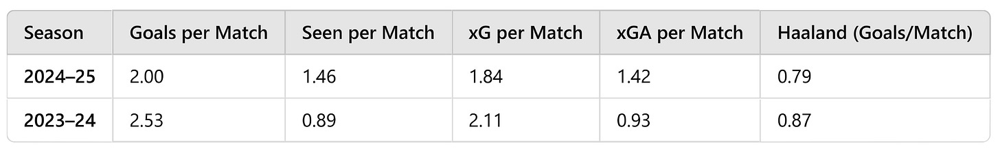 Season Goals per Match Seen per Match xG per Match xGA per Match Haaland (Goals/Match)
2024–25 2.00 1.46 1.84 1.42 0.79
2023–24 2.53 0.89 2.11 0.93 0.87